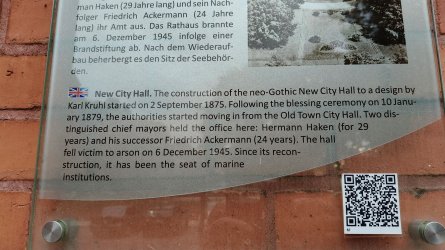 man Haken (29 Jahre lang) und sein Nach-
folger Friedrich Ackermann (24 Jahre
lang) ihr Amt aus. Das Rathaus brannte
am 6. Dezember 1945 infolge einer
Brandstiftung ab. Nach dem Wiederauf-
bau beherbergt es den Sitz der Seebehör-
den.
New City Hall. The construction of the neo-Gothic New City Hall to a design by
Karl Kruhl started on 2 September 1875. Following the blessing ceremony on 10 Janu-
ary 1879, the authorities started moving in from the Old Town City Hall. Two dis-
tinguished chief mayors held the office here: Hermann Haken (for 29
years) and his successor Friedrich Ackermann (24 years). The hall
fell victim to arson on 6 December 1945. Since its recon-
struction, it has been the seat of marine
institutions.